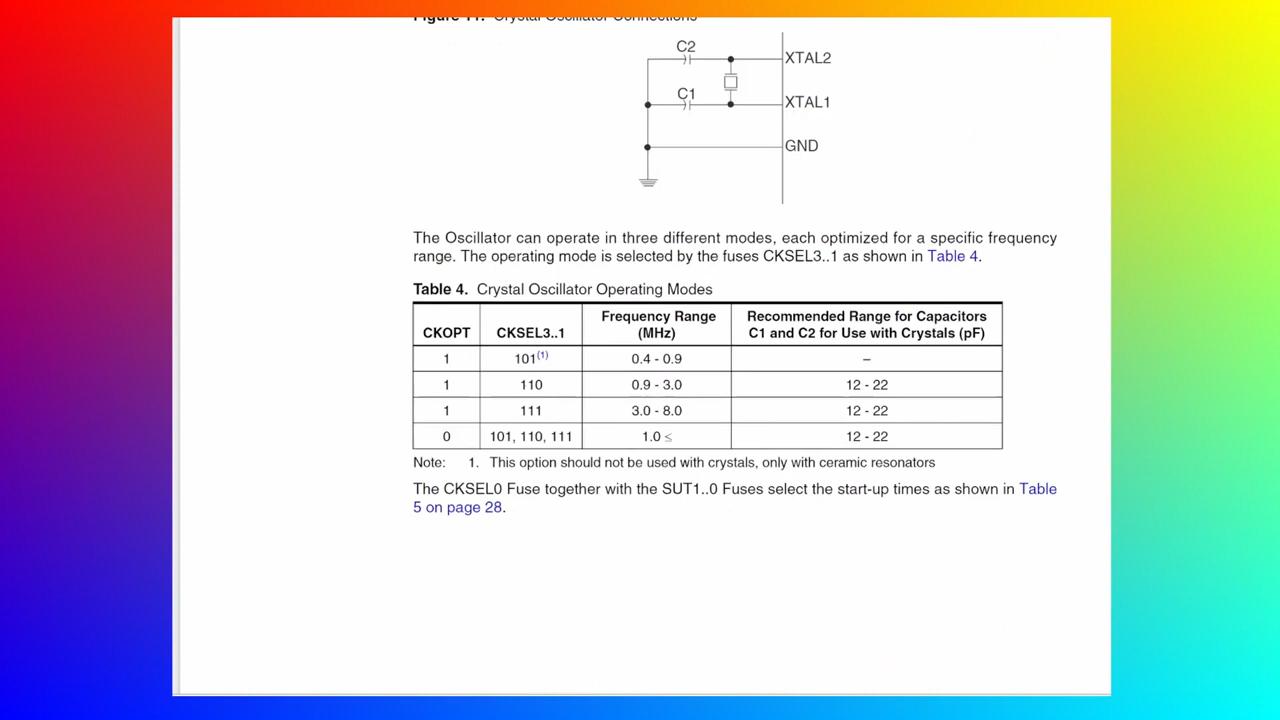 Figure 11. Crystal Oscillator Connections
C2
XTAL2
C1
XTAL1
GND
The Oscillator can operate in three different modes, each optimized for a specific frequency
range. The operating mode is selected by the fuses CKSEL3..1 as shown in Table 4.
Table 4. Crystal Oscillator Operating Modes
CKOPT CKSEL3..1 Frequency Range (MHz) Recommended Range for Capacitors C1 and C2 for Use with Crystals (pF)
1 101(1) 0.4 - 0.9 –
1 110 0.9 - 3.0 12 - 22
1 111 3.0 - 8.0 12 - 22
0 101, 110, 111 1.0 ≤ 12 - 22
Note: 1. This option should not be used with crystals, only with ceramic resonators
The CKSEL0 Fuse together with the SUT1..0 Fuses select the start-up times as shown in Table
5 on page 28.